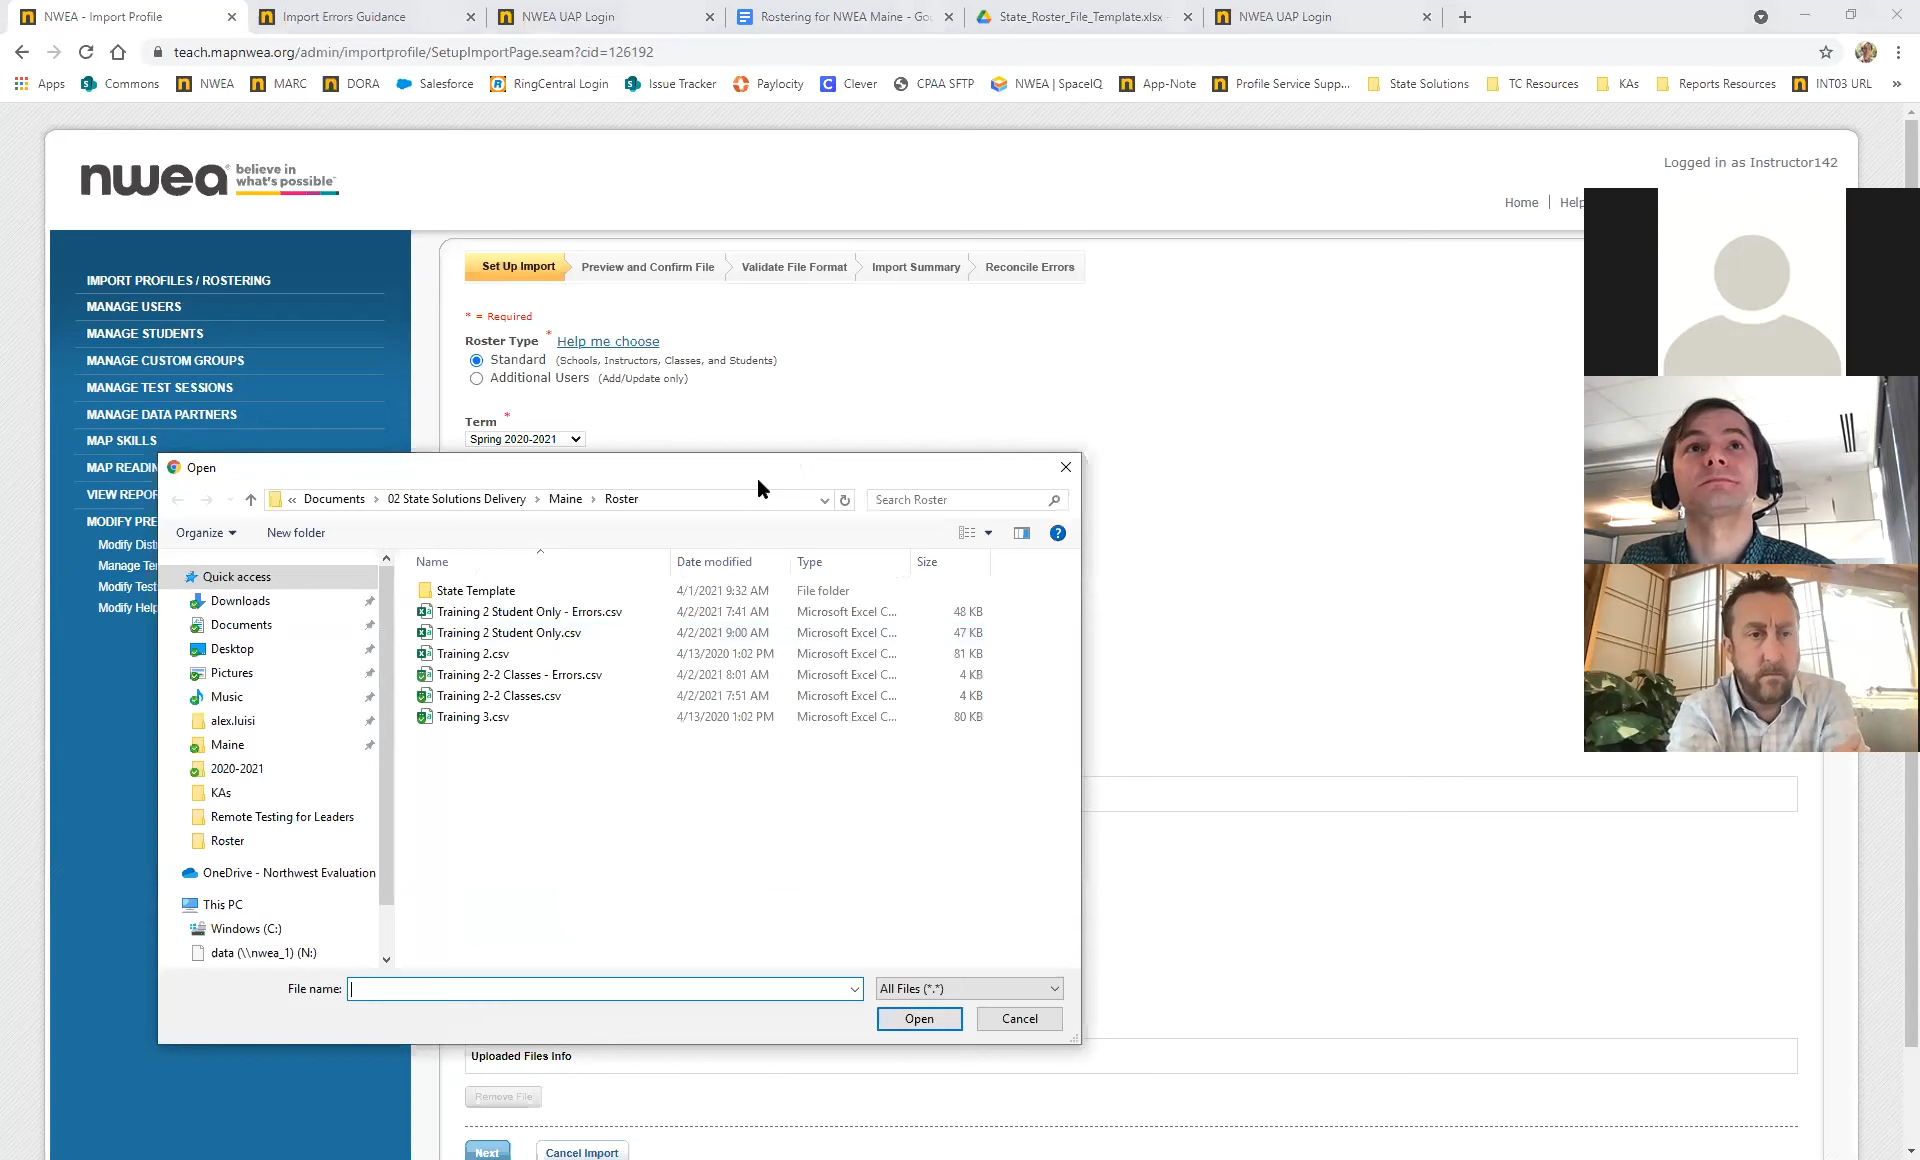 NWEA - Import Profile
Import Errors Guidance
NWEA UAP Login
Rostering for NWEA Maine - Go
State_Roster_File_Template.xlsx -
NWEA UAP Login
teach.mapnwea.org/admin/importprofile/SetupImportPage.seam?cid=126192
Apps
Commons
NWEA
MARC
DORA
Salesforce
RingCentral Login
Issue Tracker
Paylocity
Clever
CPAA SFTP
NWEA | SpaceIQ
App-Note
Profile Service Supp...
State Solutions
TC Resources
KAs
Reports Resources
INT03 URL
»
nwea
believe in
what's possible
Logged in as Instructor142
Home
Help
IMPORT PROFILES / ROSTERING
MANAGE USERS
MANAGE STUDENTS
MANAGE CUSTOM GROUPS
MANAGE TEST SESSIONS
MANAGE DATA PARTNERS
MAP SKILLS
MAP READIN
VIEW REPOR
MODIFY PRE
Modify Dist
Manage Ter
Modify Test
Modify Help
Set Up Import
Preview and Confirm File
Validate File Format
Import Summary
Reconcile Errors
* = Required
Roster Type * Help me choose
Standard (Schools, Instructors, Classes, and Students)
Additional Users (Add/Update only)
Term *
Spring 2020-2021
Open
« Documents > 02 State Solutions Delivery > Maine > Roster
Search Roster
Organize
New folder
Quick access
Downloads
Documents
Desktop
Pictures
Music
alex.luisi
Maine
2020-2021
KAs
Remote Testing for Leaders
Roster
OneDrive - Northwest Evaluation
This PC
Windows (C:)
data (\\nwea_1) (N:)
Name Date modified Type Size
State Template 4/1/2021 9:32 AM File folder
Training 2 Student Only - Errors.csv 4/2/2021 7:41 AM Microsoft Excel C... 48 KB
Training 2 Student Only.csv 4/2/2021 9:00 AM Microsoft Excel C... 47 KB
Training 2.csv 4/13/2020 1:02 PM Microsoft Excel C... 81 KB
Training 2-2 Classes - Errors.csv 4/2/2021 8:01 AM Microsoft Excel C... 4 KB
Training 2-2 Classes.csv 4/2/2021 7:51 AM Microsoft Excel C... 4 KB
Training 3.csv 4/13/2020 1:02 PM Microsoft Excel C... 80 KB
File name:
All Files (*.*)
Open
Cancel
Uploaded Files Info
Remove File
Next
Cancel Import